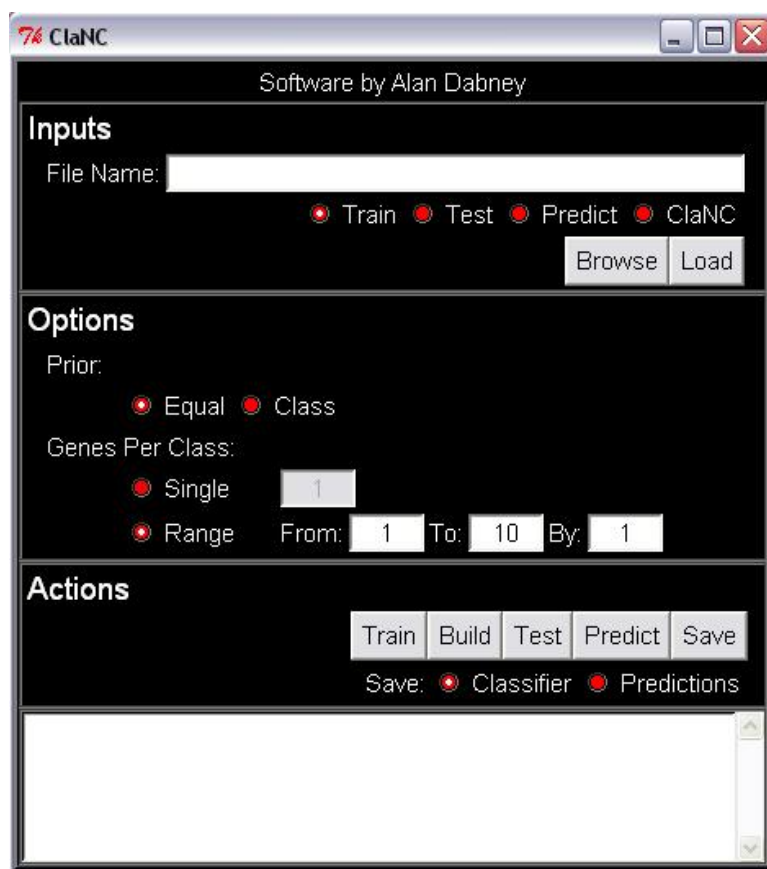 76 ClaNC
Software by Alan Dabney
Inputs
File Name:
Train Test Predict ClaNC
Browse Load
Options
Prior:
Equal Class
Genes Per Class:
Single 1
Range From: 1 To: 10 By: 1
Actions
Train Build Test Predict Save
Save: Classifier Predictions